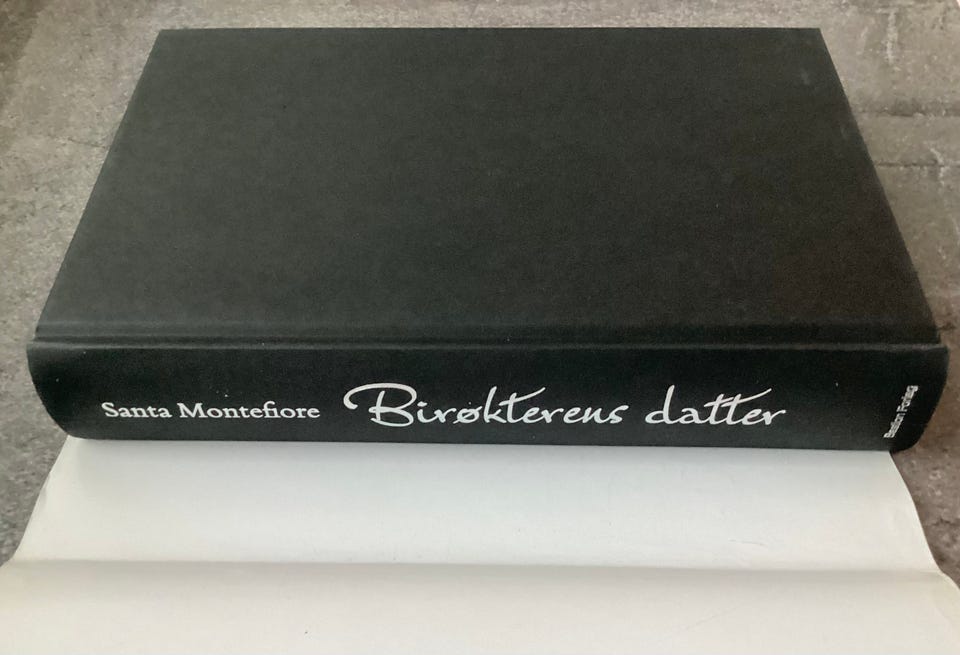 Santa Montefiore
Birøkterens datter
Bastion Forlag